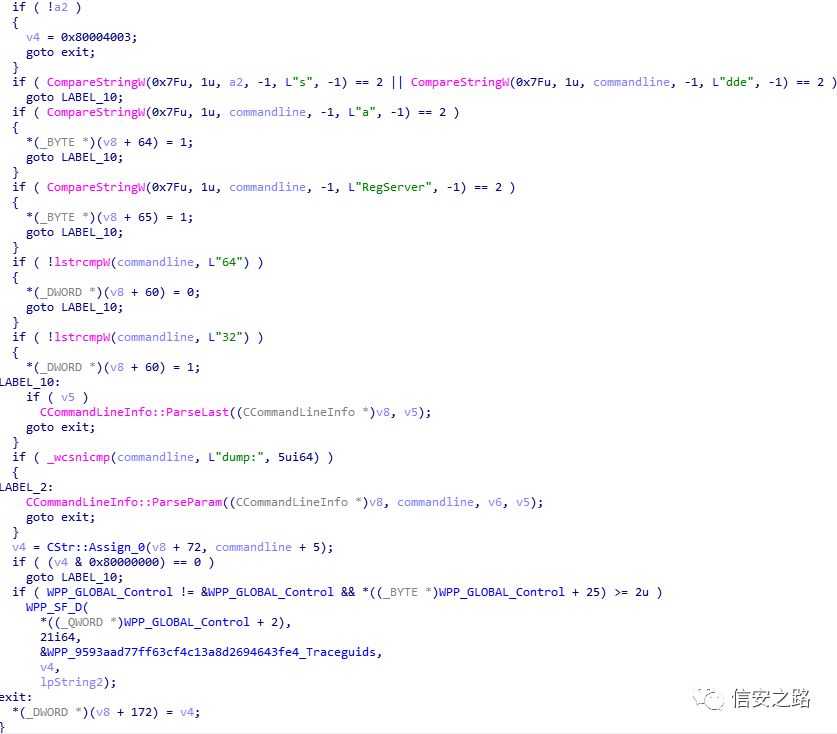 if ( !a2 )
{
v4 = 0x80004003;
goto exit;
}
if ( CompareStringW(0x7Fu, 1u, a2, -1, L"s", -1) == 2 || CompareStringW(0x7Fu, 1u, commandline, -1, L"dde", -1) == 2 )
goto LABEL_10;
if ( CompareStringW(0x7Fu, 1u, commandline, -1, L"a", -1) == 2 )
{
*(_BYTE *)(v8 + 64) = 1;
goto LABEL_10;
}
if ( CompareStringW(0x7Fu, 1u, commandline, -1, L"RegServer", -1) == 2 )
{
*(_BYTE *)(v8 + 65) = 1;
goto LABEL_10;
}
if ( !lstrcmpW(commandline, L"64") )
{
*(_DWORD *)(v8 + 60) = 0;
goto LABEL_10;
}
if ( !lstrcmpW(commandline, L"32") )
{
*(_DWORD *)(v8 + 60) = 1;
LABEL_10:
if ( v5 )
CCommandLineInfo::ParseLast((CCommandLineInfo *)v8, v5);
goto exit;
}
if ( _wcsnicmp(commandline, L"dump:", 5ui64) )
{
LABEL_2:
CCommandLineInfo::ParseParam((CCommandLineInfo *)v8, commandline, v6, v5);
goto exit;
}
v4 = CStr::Assign_0(v8 + 72, commandline + 5);
if ( (v4 & 0x80000000) == 0 )
goto LABEL_10;
if ( WPP_GLOBAL_Control != &WPP_GLOBAL_Control && *((_BYTE *)WPP_GLOBAL_Control + 25) >= 2u )
WPP_SF_D(
*((_QWORD *)WPP_GLOBAL_Control + 2),
21i64,
&WPP_9593aad77ff63cf4c13a8d2694643fe4_Traceguids,
v4,
lpString2);
exit:
*(_DWORD *)(v8 + 172) = v4;
}
信安之路